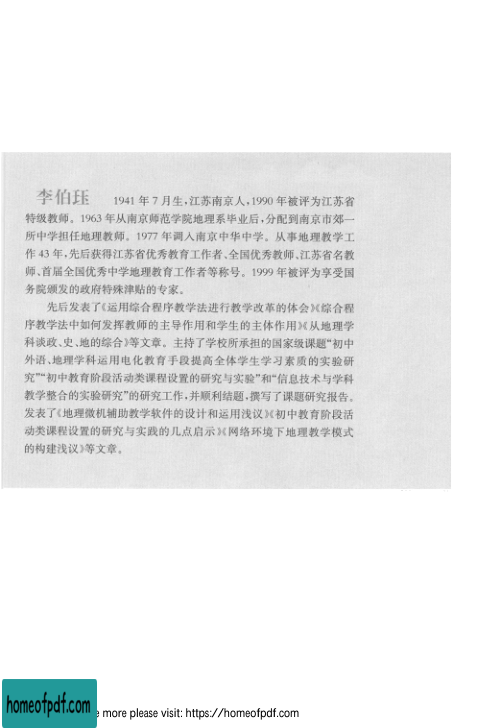 李伯珏 1941 年 7 月生，江苏南京人，1990 年被评为江苏省
特级教师。1963 年从南京师范学院地理系毕业后，分配到南京市郊一
所中学担任地理教师。1977 年调入南京中华中学。从事地理教学工
作 43 年，先后获得江苏省优秀教育工作者、全国优秀教师、江苏省名教
师、首届全国优秀中学地理教育工作者等称号。1999 年被评为享受国
务院颁发的政府特殊津贴的专家。
先后发表了《运用综合程序教学法进行教学改革的体会》《综合程
序教学法中如何发挥教师的主导作用和学生的主体作用》《从地理学
科谈政、史、地的综合》等文章。主持了学校所承担的国家级课题“初中
外语、地理学科运用电化教育手段提高全体学生学习素质的实验研
究”“初中教育阶段活动类课程设置的研究与实验”和“信息技术与学科
教学整合的实验研究”的研究工作，并顺利结题，撰写了课题研究报告。
发表了《地理微机辅助教学软件的设计和运用浅议》《初中教育阶段活
动类课程设置的研究与实践的几点启示》《网络环境下地理教学模式
的构建浅议》等文章。
homeofpdf.com
e more please visit: https://homeofpdf.com